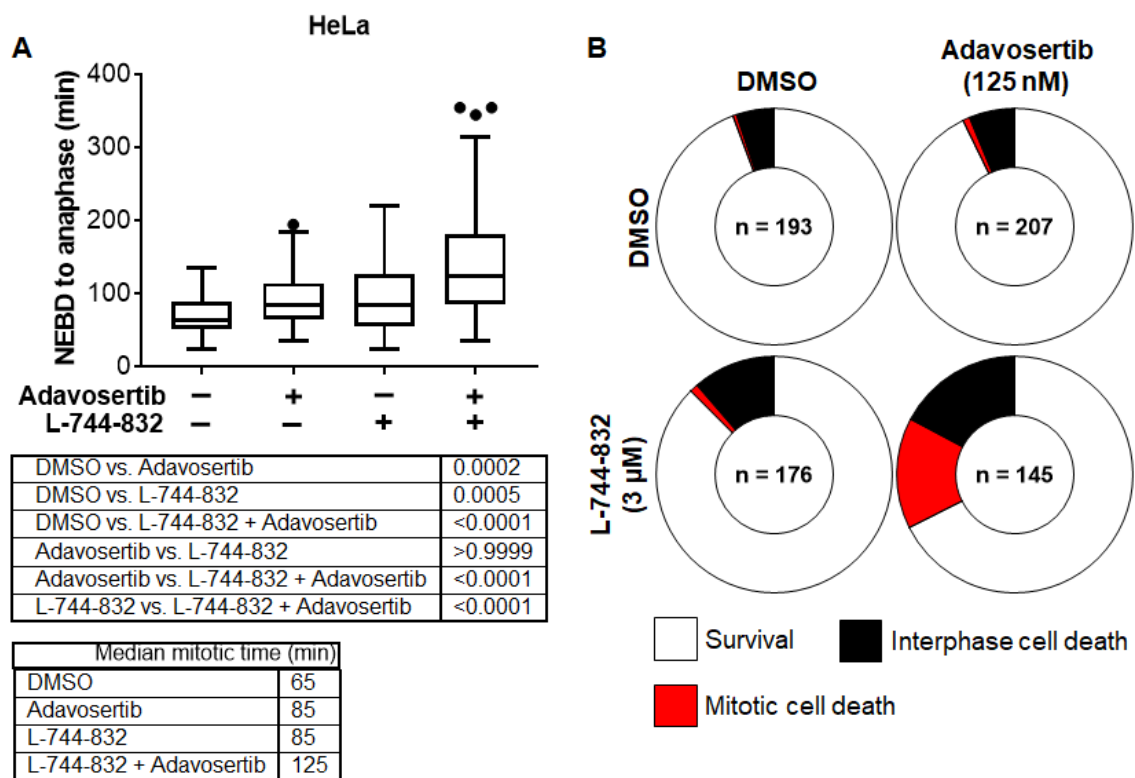 HeLa
A
NEBD to anaphase (min)
400
300
200
100
0
Adavosertib − + − +
L-744-832 − − + +
DMSO vs. Adavosertib 0.0002
DMSO vs. L-744-832 0.0005
DMSO vs. L-744-832 + Adavosertib <0.0001
Adavosertib vs. L-744-832 >0.9999
Adavosertib vs. L-744-832 + Adavosertib <0.0001
L-744-832 vs. L-744-832 + Adavosertib <0.0001
Median mitotic time (min)
DMSO 65
Adavosertib 85
L-744-832 85
L-744-832 + Adavosertib 125
B
DMSO
Adavosertib
(125 nM)
DMSO
n = 193
n = 207
L-744-832
(3 µM)
n = 176
n = 145
Survival
Interphase cell death
Mitotic cell death